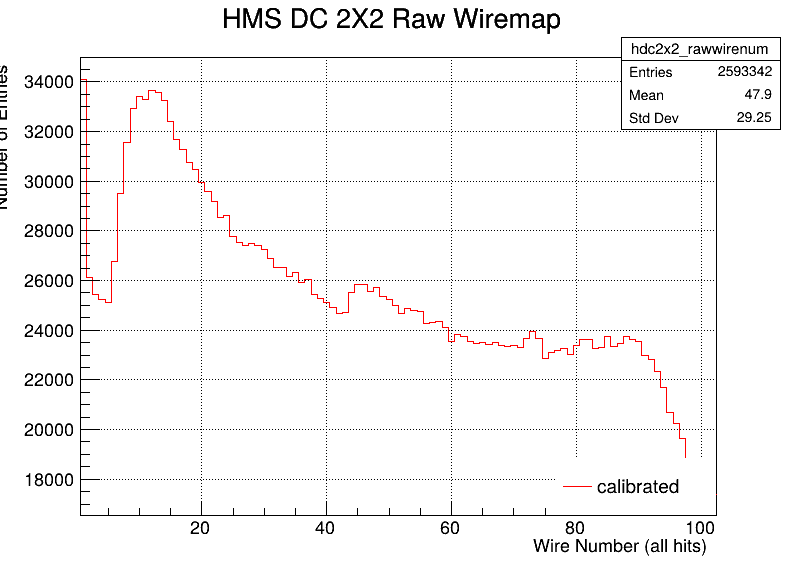 HMS DC 2X2 Raw Wiremap
hdc2x2_rawwirenum
Entries 2593342
Mean 47.9
Std Dev 29.25
Number of Entries
34000
32000
30000
28000
26000
24000
22000
20000
18000
calibrated
20 40 60 80 100
Wire Number (all hits)